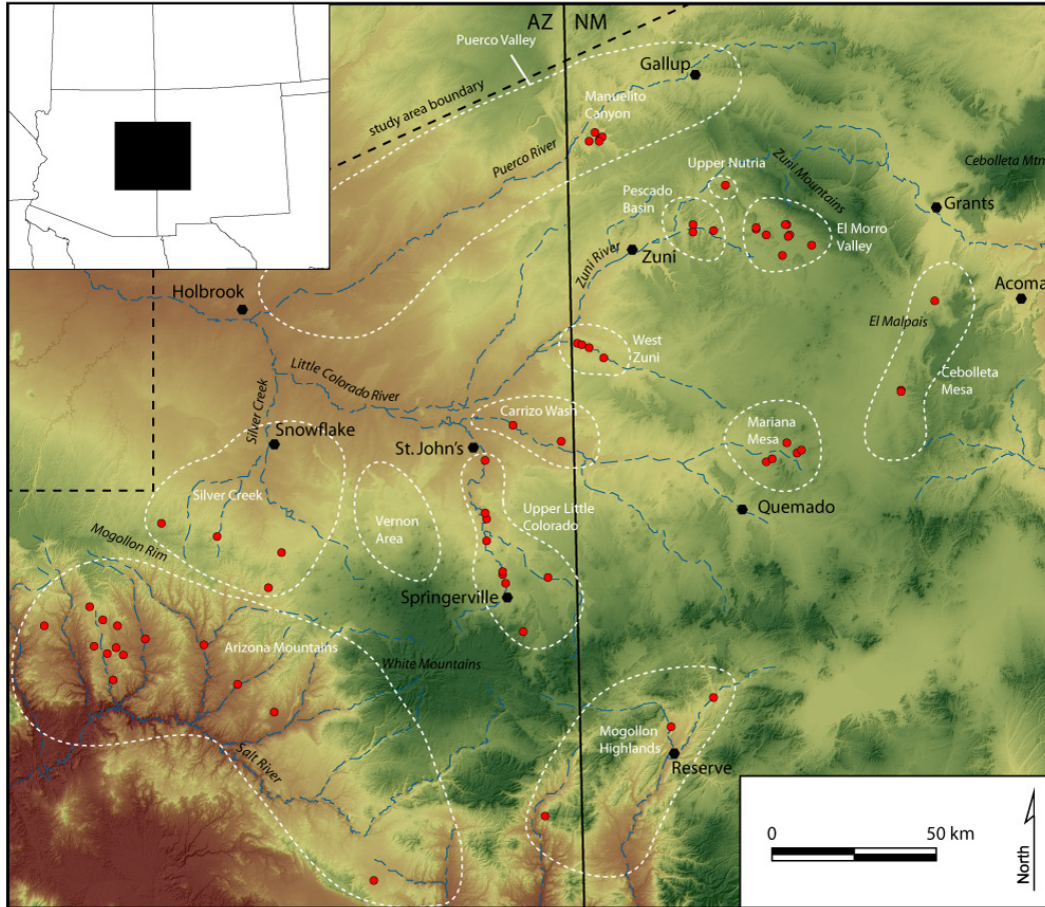 AZ
NM
Puerco Valley
Gallup
study area boundary
Manuelito
Canyon
Puerco River
Upper Nutria
Zuni Mountains
Cebolleta Mtn
Pescado
Basin
Grants
El Morro
Valley
Zuni River
Zuni
Holbrook
Acoma
El Malpais
West
Zuni
Little Colorado River
Cebolleta
Mesa
Silver Creek
Carrizo Wash
Snowflake
St. John's
Mariana
Mesa
Silver Creek
Upper Little
Colorado
Quemado
Vernon
Area
Mogollon Rim
Springerville
Arizona Mountains
White Mountains
Mogollon
Highlands
Salt River
Reserve
0
50 km
North